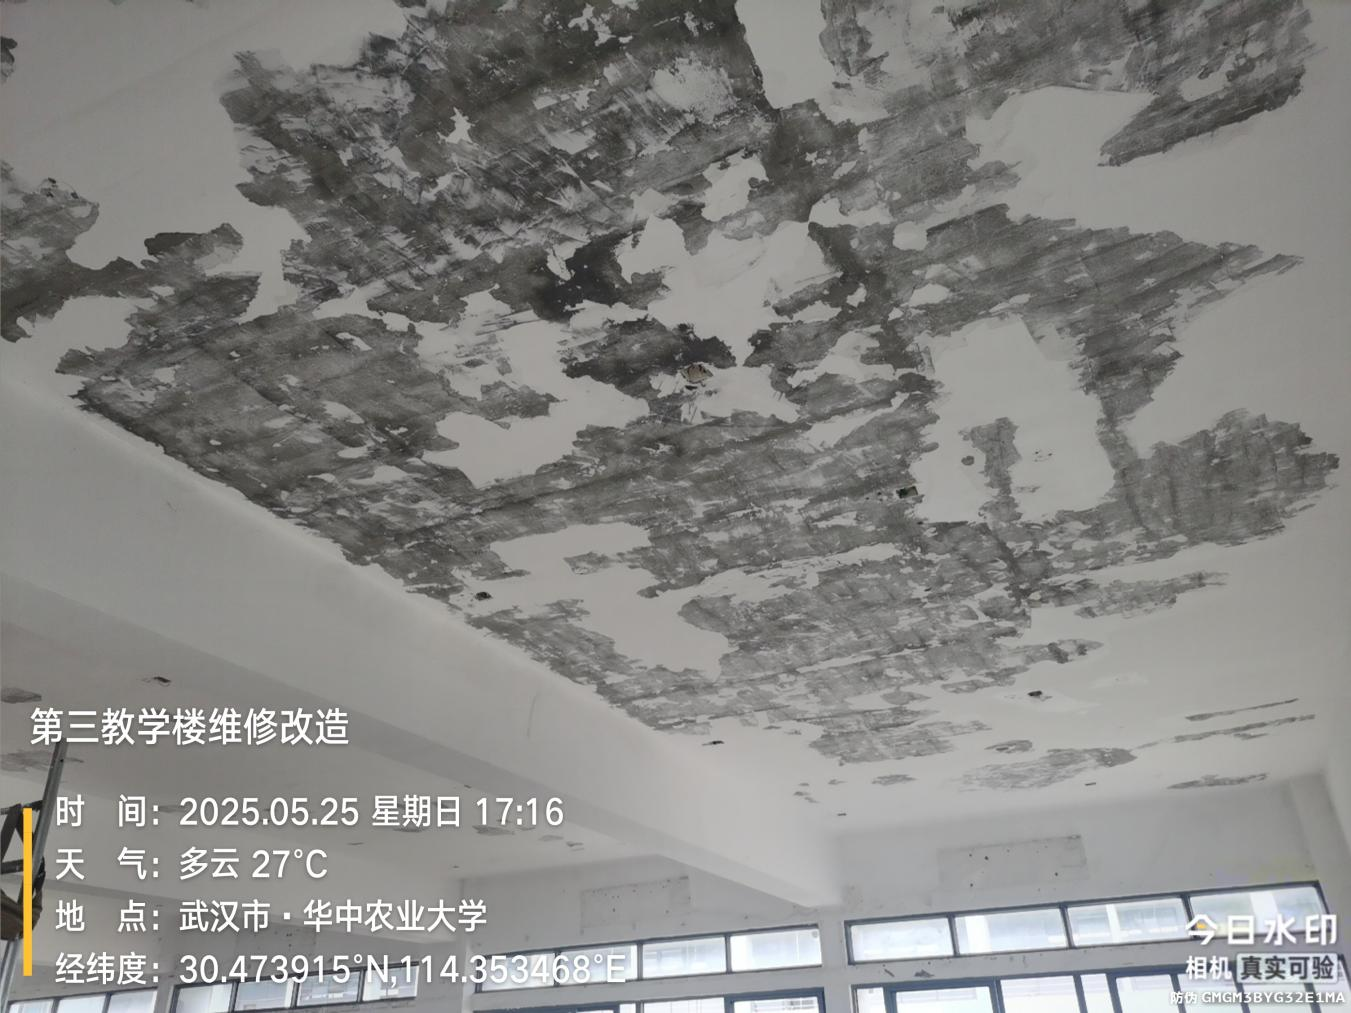 第三教学楼维修改造
时 间：2025.05.25 星期日 17:16
天 气：多云 27°C
地 点：武汉市·华中农业大学
经纬度：30.473915°N,114.353468°E
今日水印
相机 真实可验
防伪 GMGM3BYG32E1MA